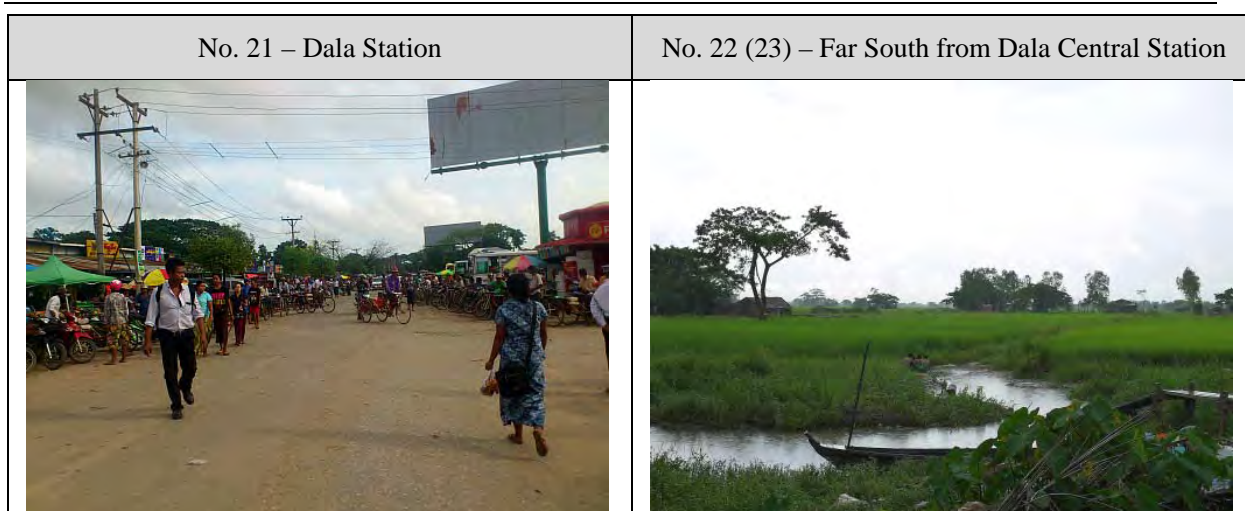 No. 21 – Dala Station
No. 22 (23) – Far South from Dala Central Station